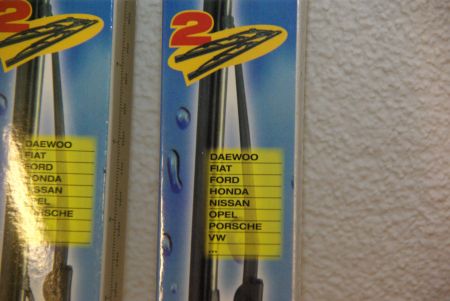 2
DAEWOO
FIAT
FORD
HONDA
NISSAN
OPEL
PORSCHE
2
DAEWOO
FIAT
FORD
HONDA
NISSAN
OPEL
PORSCHE
VW
...